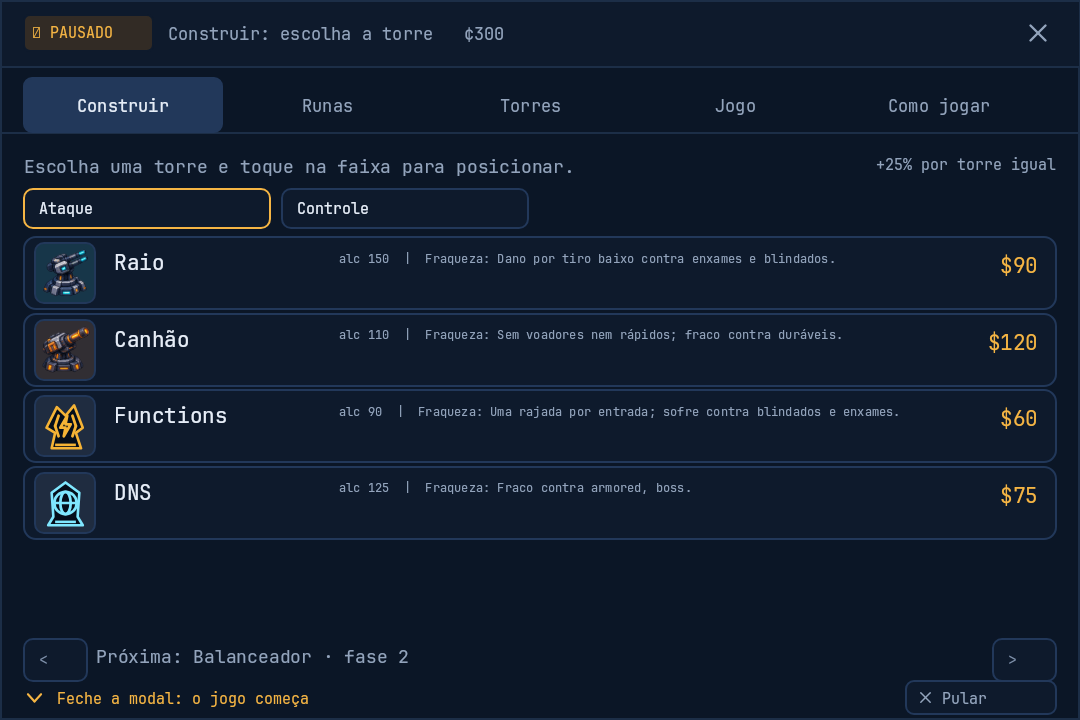 PAUSADO Construir: escolha a torre $300
Construir Runas Torres Jogo Como jogar
Escolha uma torre e toque na faixa para posicionar. +25% por torre igual
Ataque Controle
Raio alc 150 | Fraqueza: Dano por tiro baixo contra enxames e blindados. $90
Canhão alc 110 | Fraqueza: Sem voadores nem rápidos; fraco contra duráveis. $120
Functions alc 90 | Fraqueza: Uma rajada por entrada; sofre contra blindados e enxames. $60
DNS alc 125 | Fraqueza: Fraco contra armored, boss. $75
< Próxima: Balanceador · fase 2 >
Feche a modal: o jogo começa Pular